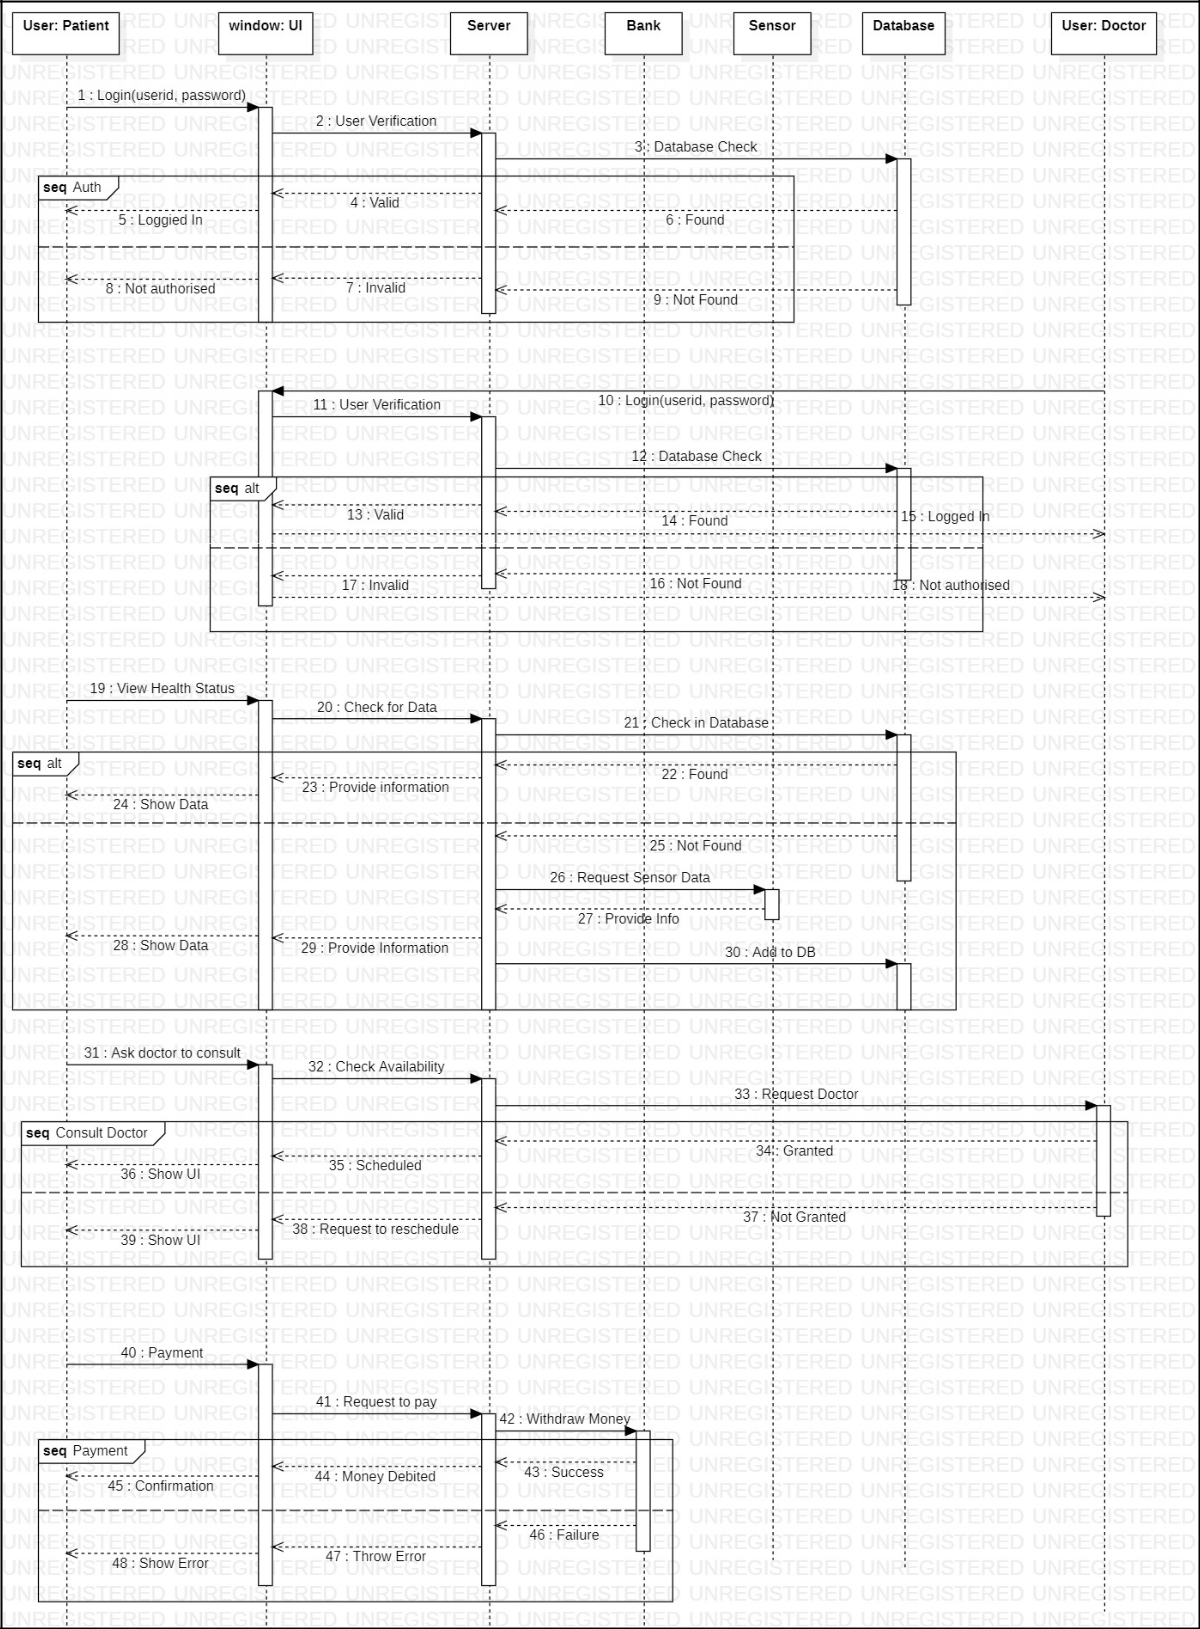 User: Patient
window: UI
Server
Bank
Sensor
Database
User: Doctor
1 : Login(userid, password)
2 : User Verification
3 : Database Check
seq Auth
4 : Valid
5 : Loggied In
6 : Found
7 : Invalid
8 : Not authorised
9 : Not Found
10 : Login(userid, password)
11 : User Verification
12 : Database Check
seq alt
13 : Valid
14 : Found
15 : Logged In
16 : Not Found
17 : Invalid
18 : Not authorised
19 : View Health Status
20 : Check for Data
21 : Check in Database
seq alt
22 : Found
23 : Provide information
24 : Show Data
25 : Not Found
26 : Request Sensor Data
27 : Provide Info
28 : Show Data
29 : Provide Information
30 : Add to DB
31 : Ask doctor to consult
32 : Check Availability
33 : Request Doctor
seq Consult Doctor
34 : Granted
35 : Scheduled
36 : Show UI
37 : Not Granted
38 : Request to reschedule
39 : Show UI
40 : Payment
41 : Request to pay
42 : Withdraw Money
seq Payment
43 : Success
44 : Money Debited
45 : Confirmation
46 : Failure
47 : Throw Error
48 : Show Error
UNREGISTERED